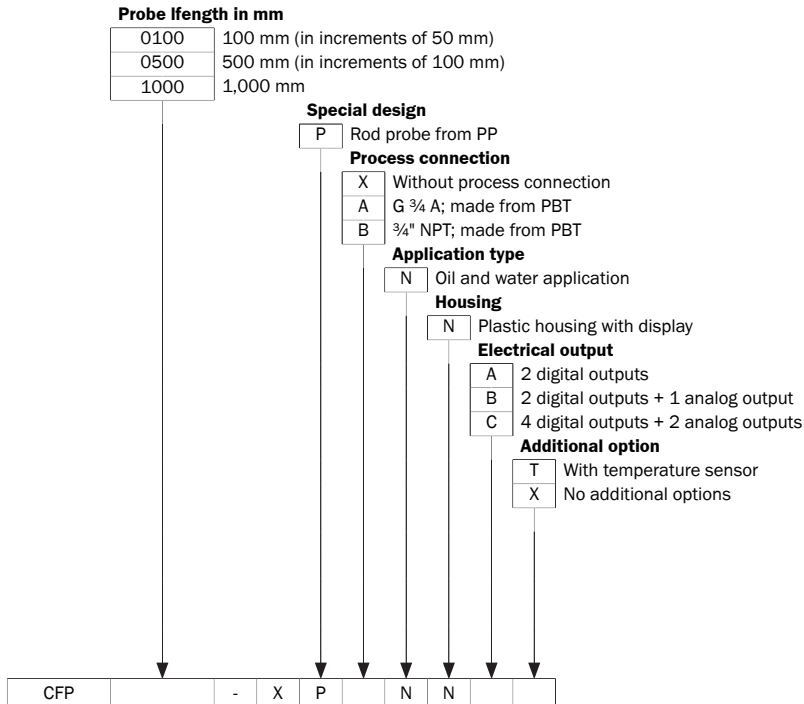 Probe lfength in mm
0100 100 mm (in increments of 50 mm)
0500 500 mm (in increments of 100 mm)
1000 1,000 mm
Special design
P Rod probe from PP
Process connection
X Without process connection
A G ¾ A; made from PBT
B ¾" NPT; made from PBT
Application type
N Oil and water application
Housing
N Plastic housing with display
Electrical output
A 2 digital outputs
B 2 digital outputs + 1 analog output
C 4 digital outputs + 2 analog outputs
Additional option
T With temperature sensor
X No additional options
CFP - X P N N